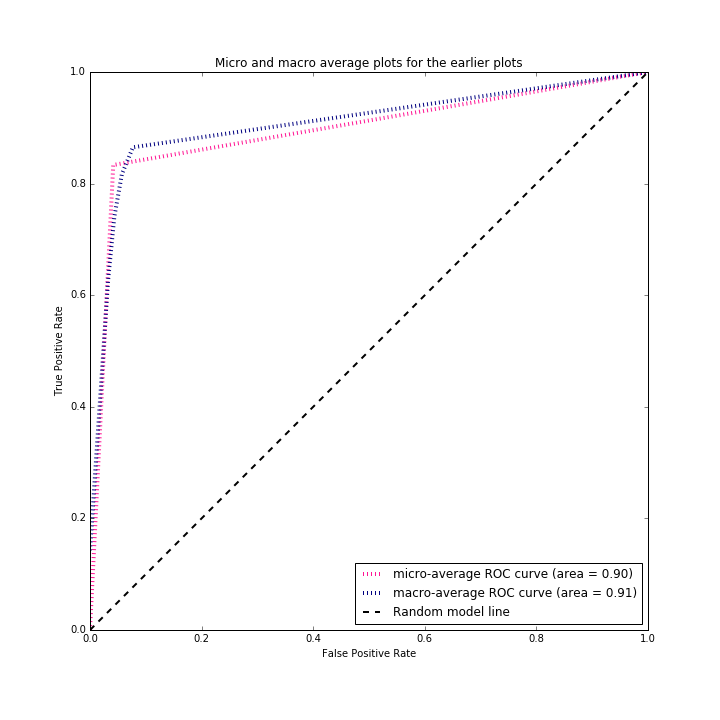 Micro and macro average plots for the earlier plots
1.0
0.8
0.6
0.4
0.2
0.0
True Positive Rate
micro-average ROC curve (area = 0.90)
macro-average ROC curve (area = 0.91)
Random model line
0.0 0.2 0.4 0.6 0.8 1.0
False Positive Rate